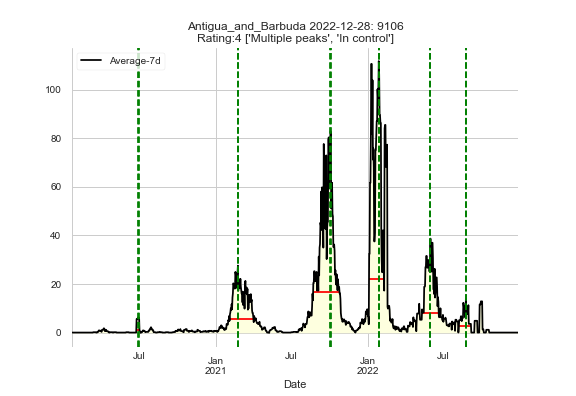 Antigua_and_Barbuda 2022-12-28: 9106
Rating:4 ['Multiple peaks', 'In control']
Average-7d
100
80
60
40
20
0
Jul Jan Jul Jan Jul
2021 2022
Date